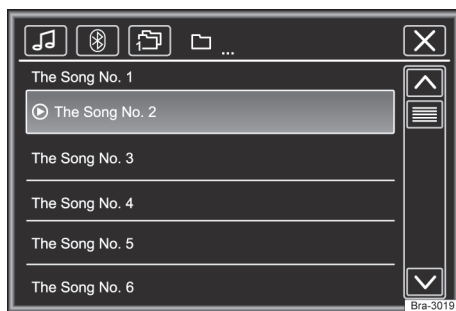 ...
The Song No. 1
The Song No. 2
The Song No. 3
The Song No. 4
The Song No. 5
The Song No. 6
Bra-3019